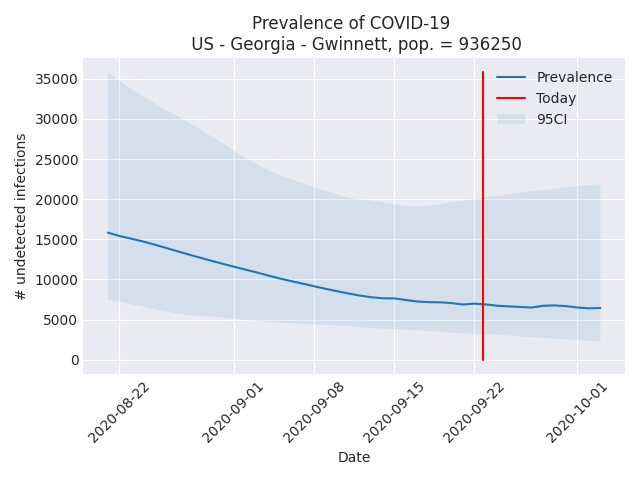 Prevalence of COVID-19
US - Georgia - Gwinnett, pop. = 936250
Prevalence
Today
95CI
35000
30000
25000
20000
15000
10000
5000
0
# undetected infections
2020-08-22
2020-09-01
2020-09-08
2020-09-15
2020-09-22
2020-10-01
Date